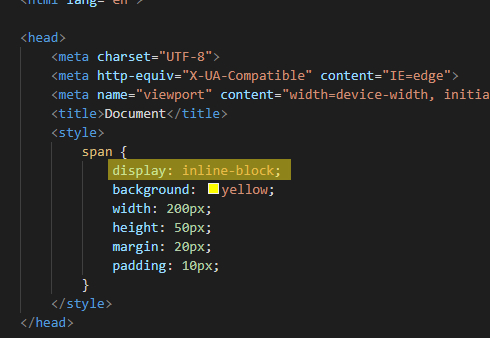 <html lang="en">
<head>
<meta charset="UTF-8">
<meta http-equiv="X-UA-Compatible" content="IE=edge">
<meta name="viewport" content="width=device-width, initia
<title>Document</title>
<style>
span {
display: inline-block;
background: yellow;
width: 200px;
height: 50px;
margin: 20px;
padding: 10px;
}
</style>
</head>